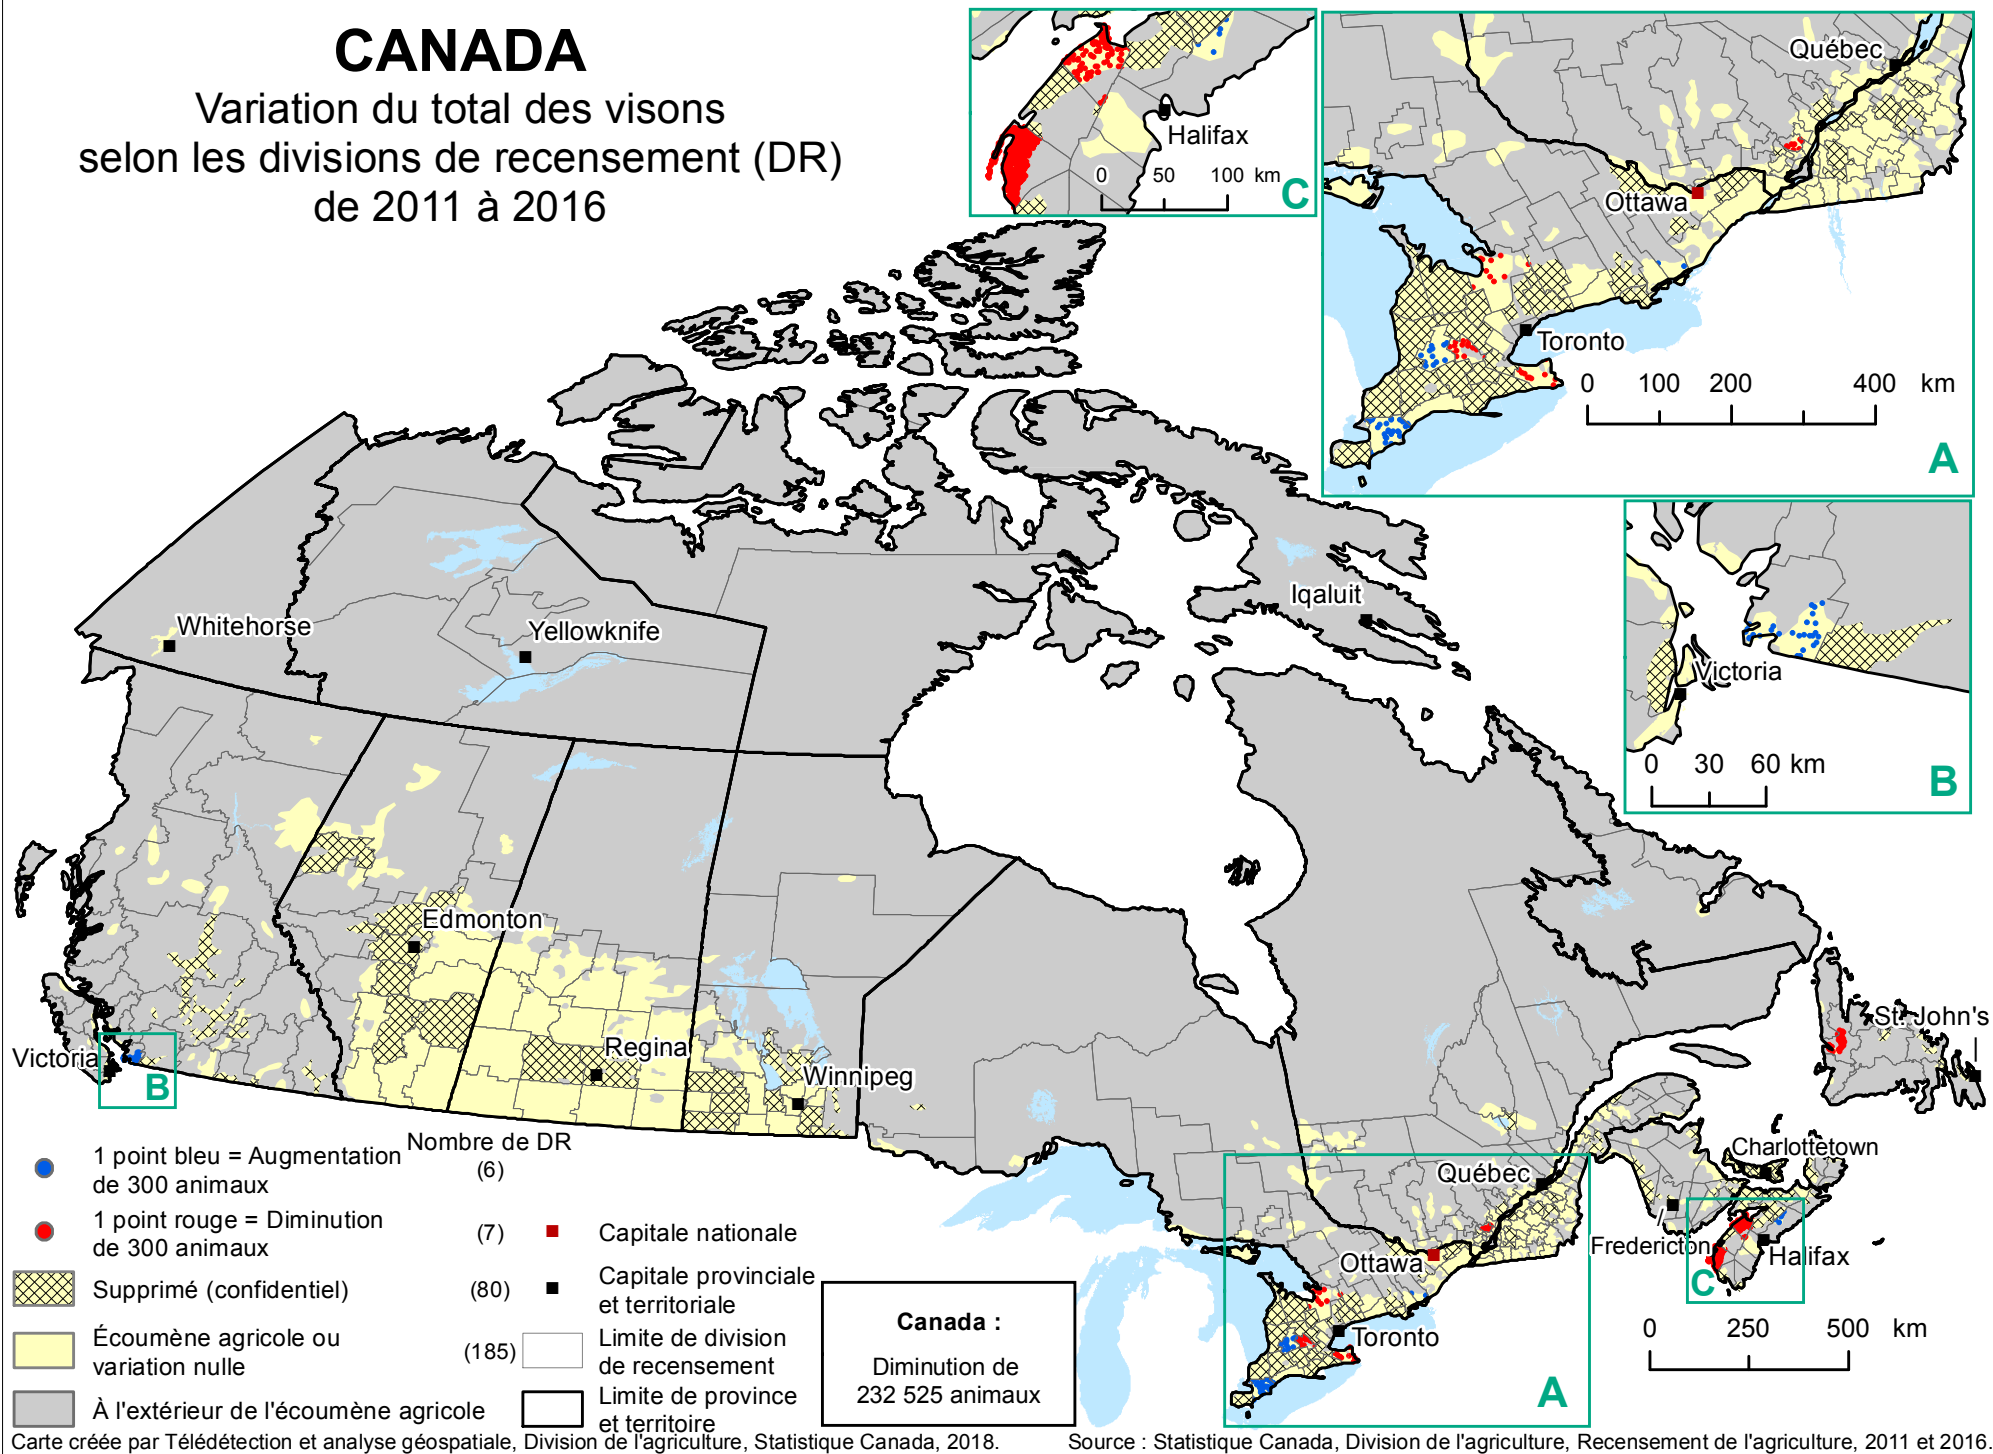 CANADA
Variation du total des visons
selon les divisions de recensement (DR)
de 2011 à 2016
Halifax
0 50 100 km
C
Québec
Ottawa
Toronto
0 100 200 400 km
A
Victoria
0 30 60 km
B
Whitehorse
Yellowknife
Iqaluit
Edmonton
Regina
Winnipeg
Victoria
B
St. John's
Charlottetown
Québec
Fredericton
Halifax
C
Ottawa
Toronto
A
0 250 500 km
Nombre de DR
1 point bleu = Augmentation
de 300 animaux
(6)
1 point rouge = Diminution
de 300 animaux
(7)
Supprimé (confidentiel)
(80)
Écoumène agricole ou
variation nulle
(185)
À l'extérieur de l'écoumène agricole
Capitale nationale
Capitale provinciale
et territoriale
Limite de division
de recensement
Limite de province
et territoire
Canada :
Diminution de
232 525 animaux
Carte créée par Télédétection et analyse géospatiale, Division de l'agriculture, Statistique Canada, 2018.
Source : Statistique Canada, Division de l'agriculture, Recensement de l'agriculture, 2011 et 2016.